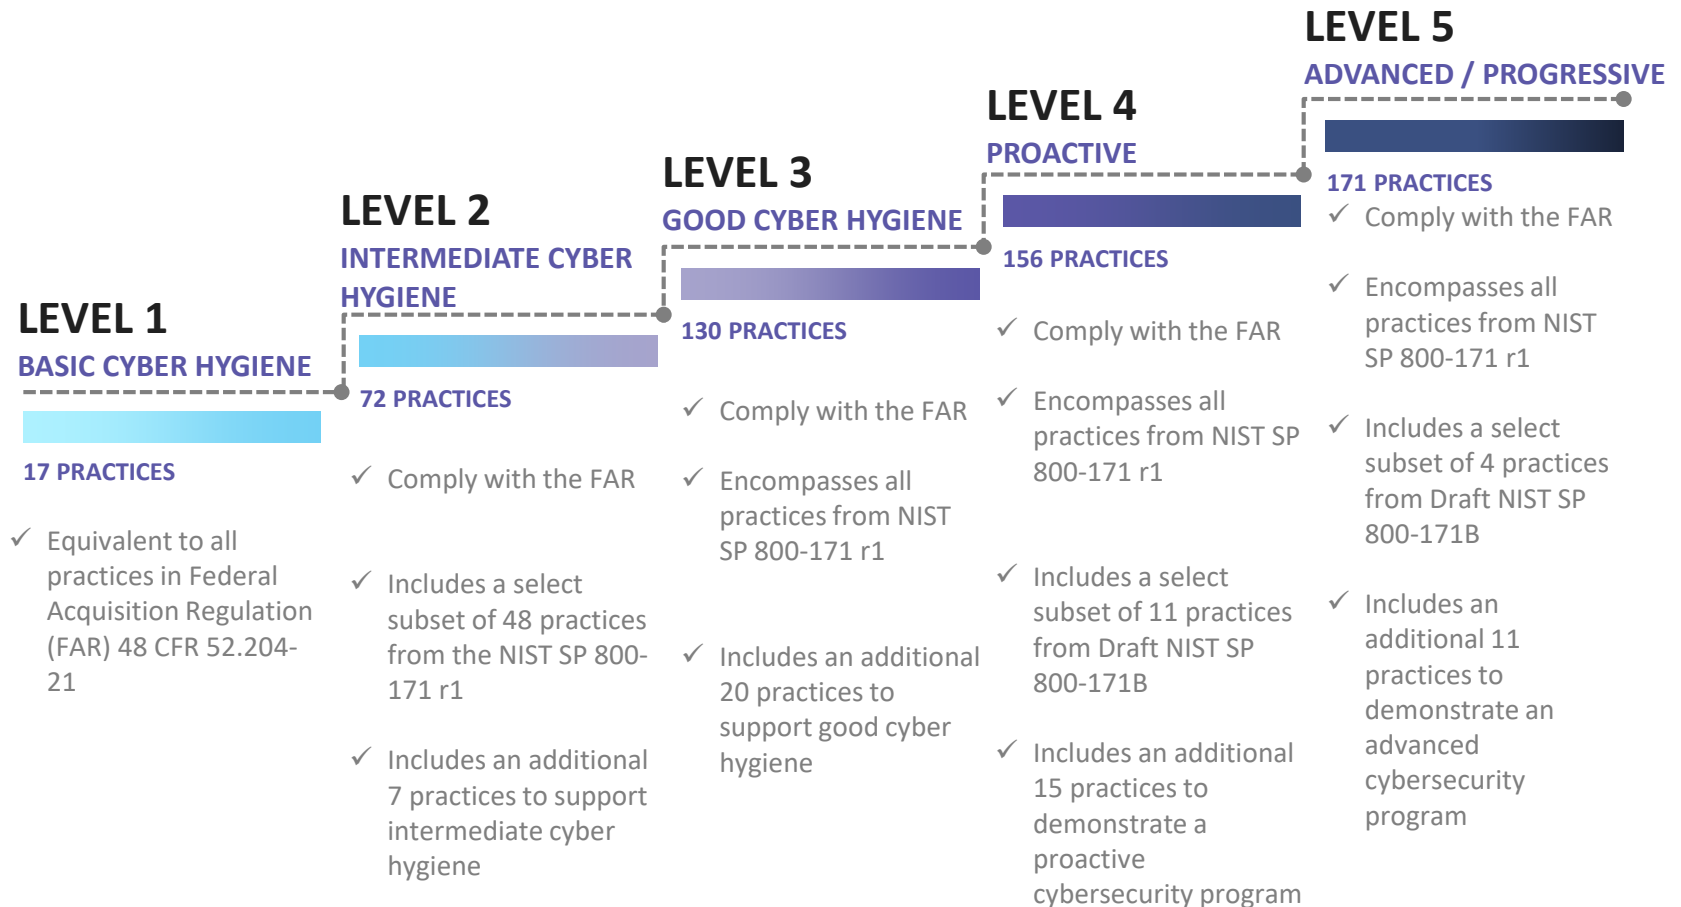 LEVEL 1
BASIC CYBER HYGIENE
17 PRACTICES
✓ Equivalent to all
practices in Federal
Acquisition Regulation
(FAR) 48 CFR 52.204-
21
LEVEL 2
INTERMEDIATE CYBER
HYGIENE
72 PRACTICES
✓ Comply with the FAR
✓ Includes a select
subset of 48 practices
from the NIST SP 800-
171 r1
✓ Includes an additional
7 practices to support
intermediate cyber
hygiene
LEVEL 3
GOOD CYBER HYGIENE
130 PRACTICES
✓ Comply with the FAR
✓ Encompasses all
practices from NIST
SP 800-171 r1
✓ Includes an additional
20 practices to
support good cyber
hygiene
LEVEL 4
PROACTIVE
156 PRACTICES
✓ Comply with the FAR
✓ Encompasses all
practices from NIST SP
800-171 r1
✓ Includes a select
subset of 11 practices
from Draft NIST SP
800-171B
✓ Includes an additional
15 practices to
demonstrate a
proactive
cybersecurity program
LEVEL 5
ADVANCED / PROGRESSIVE
171 PRACTICES
✓ Comply with the FAR
✓ Encompasses all
practices from NIST
SP 800-171 r1
✓ Includes a select
subset of 4 practices
from Draft NIST SP
800-171B
✓ Includes an
additional 11
practices to
demonstrate an
advanced
cybersecurity
program